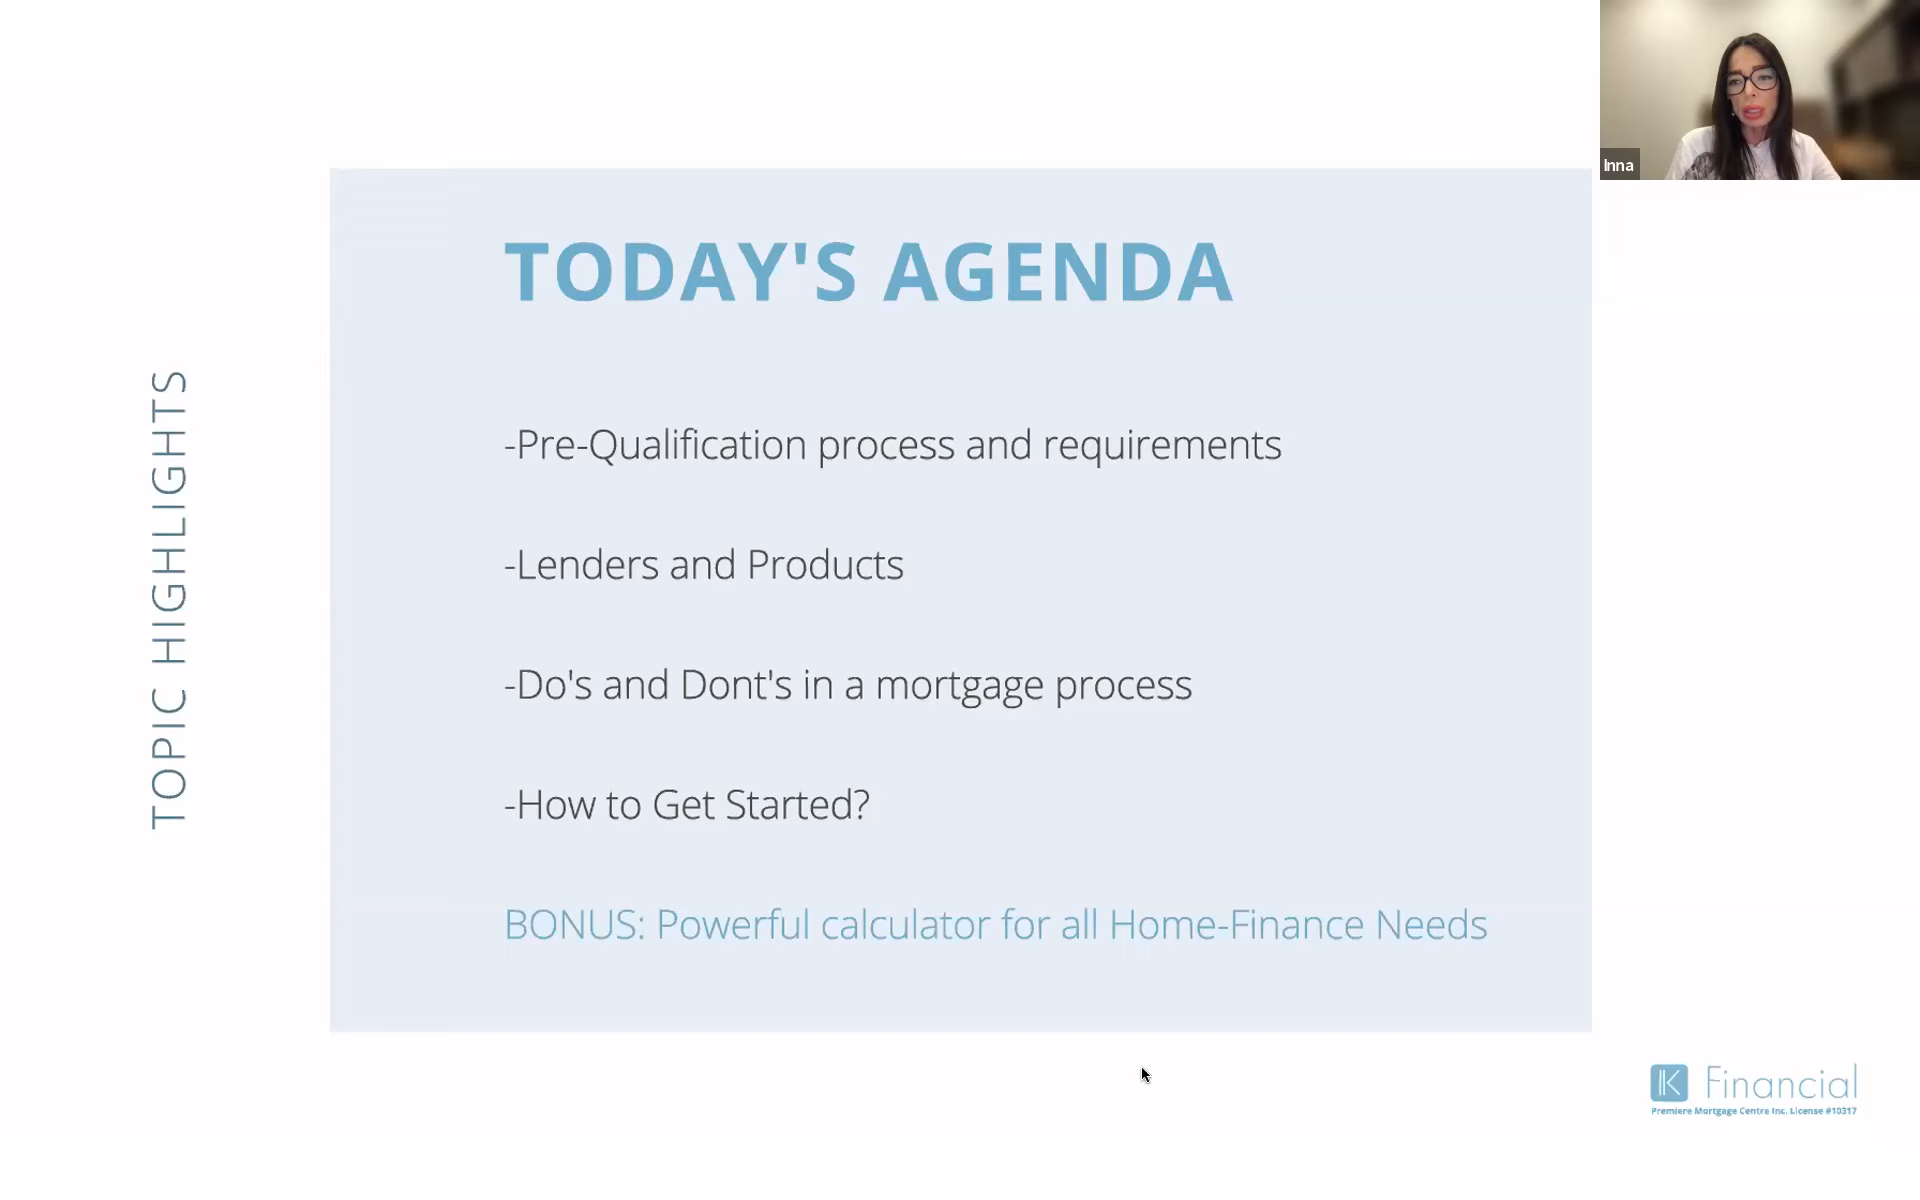 Inna
TODAY'S AGENDA
TOPIC HIGHLIGHTS
-Pre-Qualification process and requirements
-Lenders and Products
-Do's and Dont's in a mortgage process
-How to Get Started?
BONUS: Powerful calculator for all Home-Finance Needs
IK Financial
Premiere Mortgage Centre Inc. License #10317